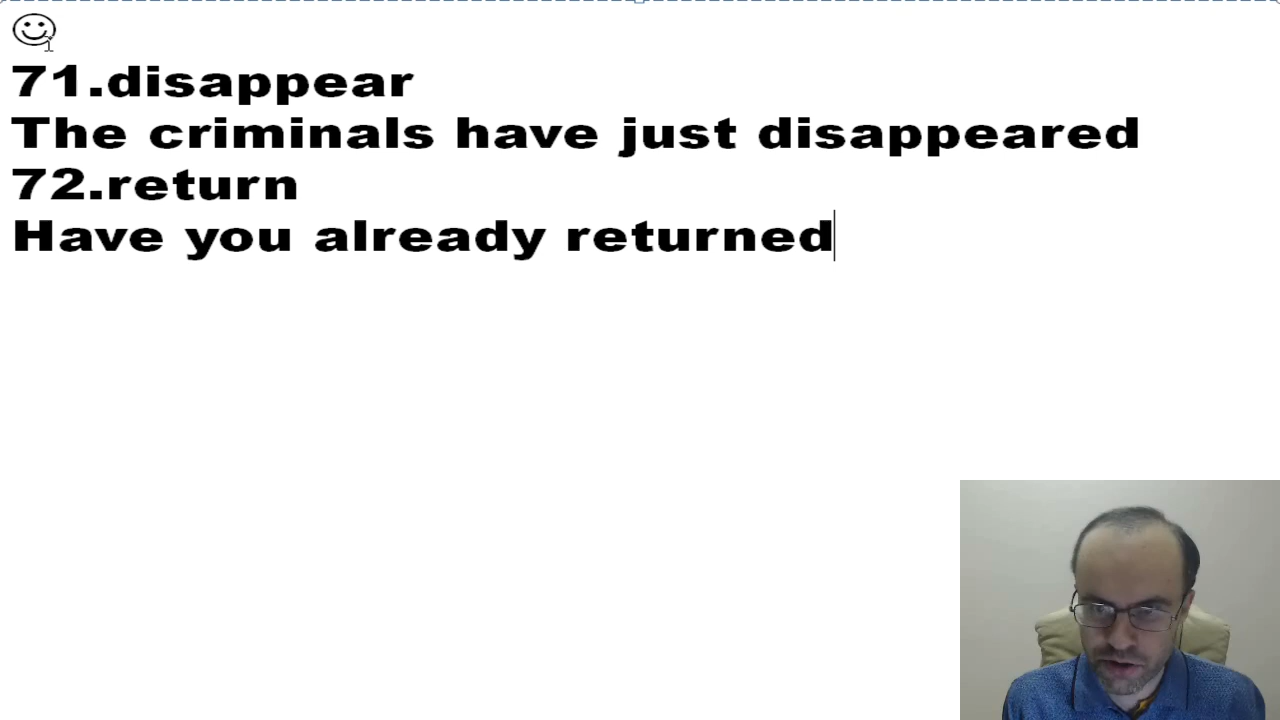 71.disappear
The criminals have just disappeared
72.return
Have you already returned